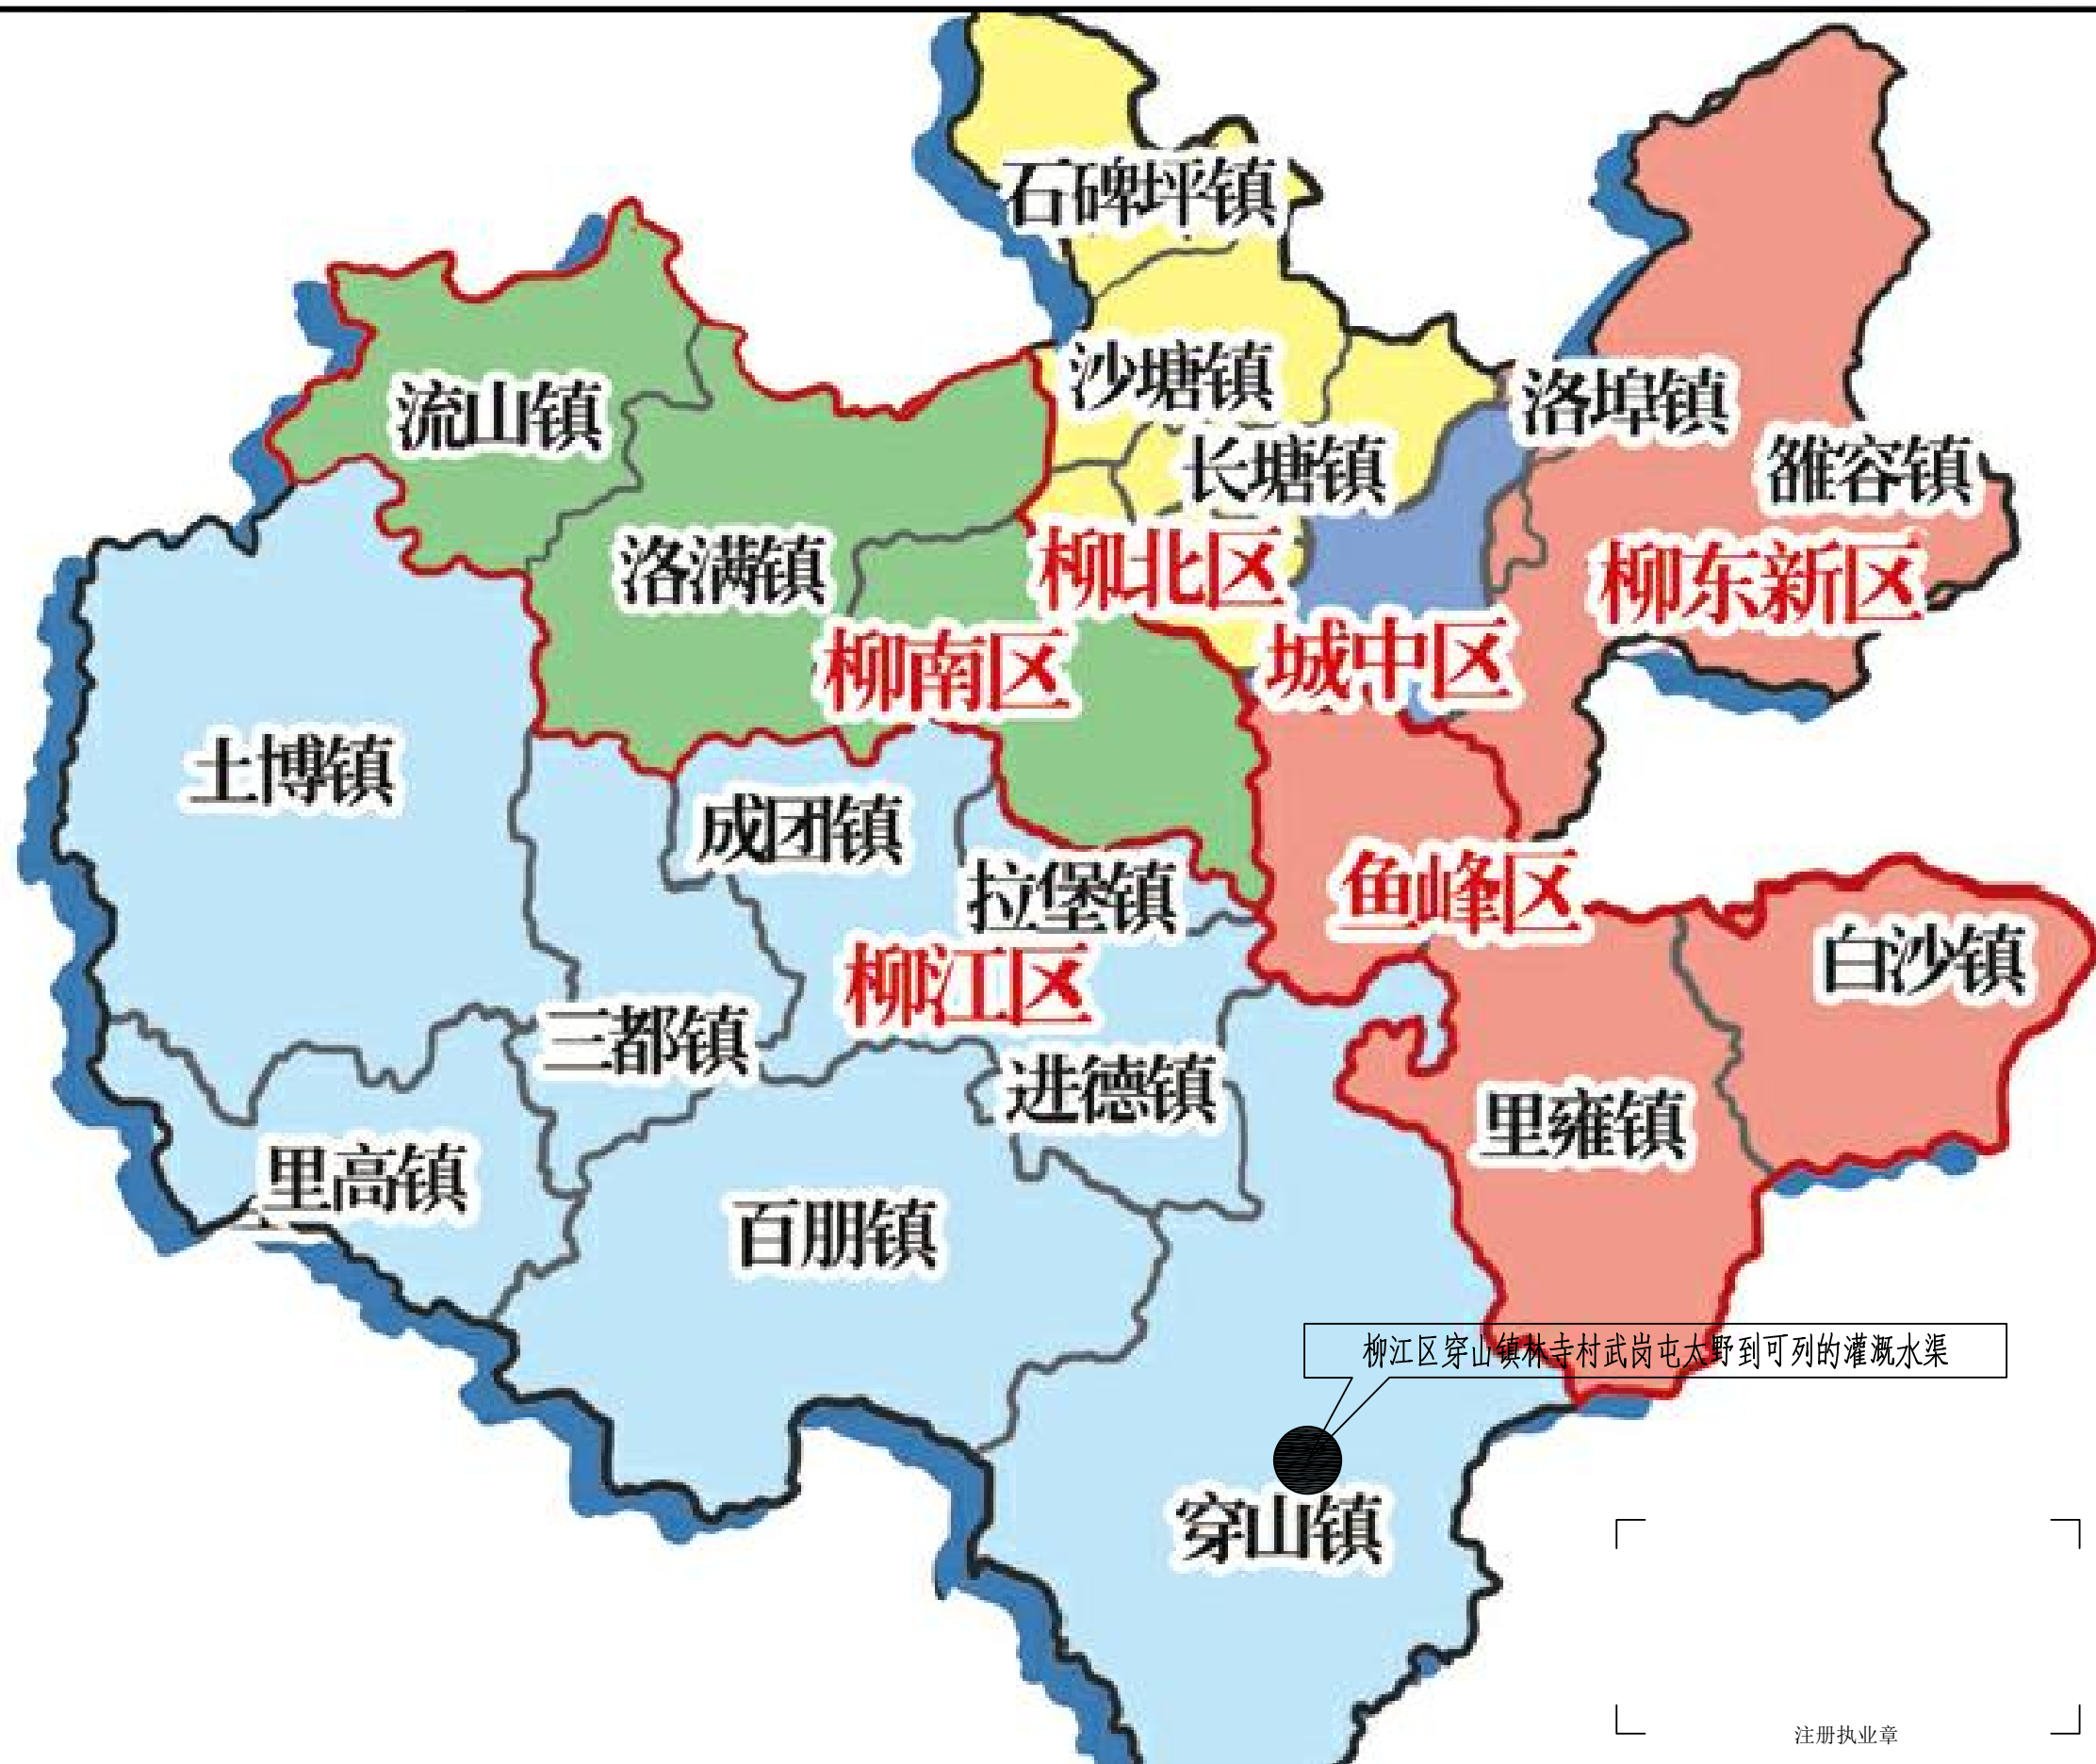 石碑坪镇
沙塘镇
洛埠镇
流山镇
长塘镇
雒容镇
洛满镇
柳北区
柳东新区
柳南区
城中区
土博镇
成团镇
拉堡镇
鱼峰区
白沙镇
柳江区
三都镇
进德镇
里雍镇
里高镇
百朋镇
柳江区穿山镇林寺村武岗屯太野到可列的灌溉水渠
穿山镇
注册执业章